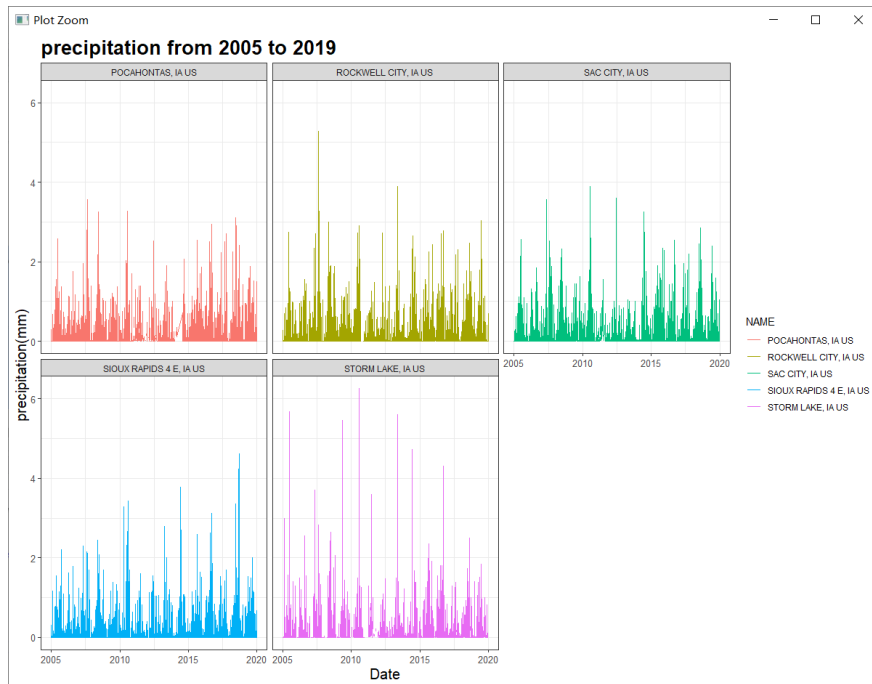 Plot Zoom
precipitation from 2005 to 2019
POCAHONTAS, IA US
ROCKWELL CITY, IA US
SAC CITY, IA US
6
4
2
0
2005
2010
2015
2020
SIOUX RAPIDS 4 E, IA US
STORM LAKE, IA US
6
4
2
0
2005
2010
2015
2020
2005
2010
2015
2020
precipitation(mm)
Date
NAME
POCAHONTAS, IA US
ROCKWELL CITY, IA US
SAC CITY, IA US
SIOUX RAPIDS 4 E, IA US
STORM LAKE, IA US